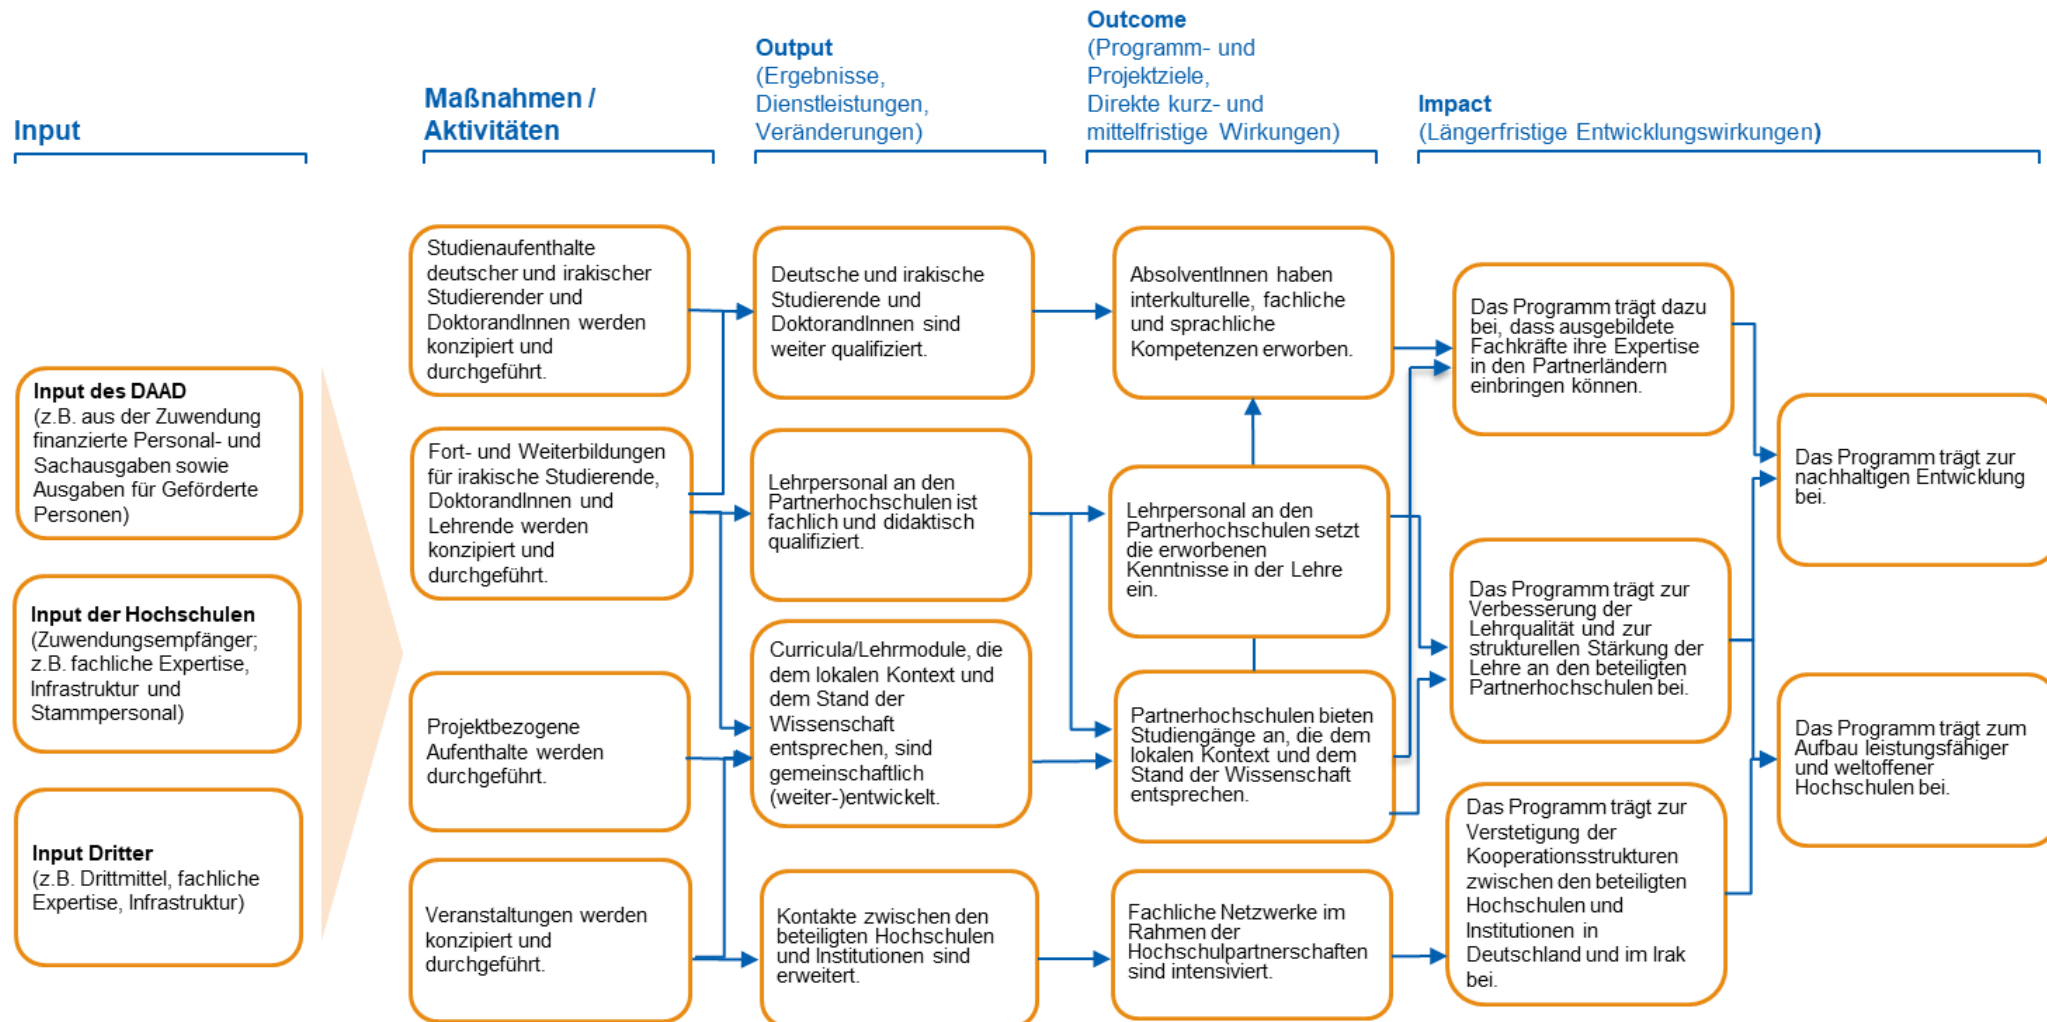 Input
Maßnahmen /
Aktivitäten
Output
(Ergebnisse,
Dienstleistungen,
Veränderungen)
Outcome
(Programm- und
Projektziele,
Direkte kurz- und
mittelfristige Wirkungen)
Impact
(Längerfristige Entwicklungswirkungen)
Input des DAAD
(z.B. aus der Zuwendung
finanzierte Personal- und
Sachausgaben sowie
Ausgaben für Geförderte
Personen)
Input der Hochschulen
(Zuwendungsempfänger;
z.B. fachliche Expertise,
Infrastruktur und
Stammpersonal)
Input Dritter
(z.B. Drittmittel, fachliche
Expertise, Infrastruktur)
Studienaufenthalte
deutscher und irakischer
Studierender und
DoktorandInnen werden
konzipiert und
durchgeführt.
Fort- und Weiterbildungen
für irakische Studierende,
DoktorandInnen und
Lehrende werden
konzipiert und
durchgeführt.
Projektbezogene
Aufenthalte werden
durchgeführt.
Veranstaltungen werden
konzipiert und
durchgeführt.
Deutsche und irakische
Studierende und
DoktorandInnen sind
weiter qualifiziert.
Lehrpersonal an den
Partnerhochschulen ist
fachlich und didaktisch
qualifiziert.
Curricula/Lehrmodule, die
dem lokalen Kontext und
dem Stand der
Wissenschaft
entsprechen, sind
gemeinschaftlich
(weiter-)entwickelt.
Kontakte zwischen den
beteiligten Hochschulen
und Institutionen sind
erweitert.
AbsolventInnen haben
interkulturelle, fachliche
und sprachliche
Kompetenzen erworben.
Lehrpersonal an den
Partnerhochschulen setzt
die erworbenen
Kenntnisse in der Lehre
ein.
Partnerhochschulen bieten
Studiengänge an, die dem
lokalen Kontext und dem
Stand der Wissenschaft
entsprechen.
Fachliche Netzwerke im
Rahmen der
Hochschulpartnerschaften
sind intensiviert.
Das Programm trägt dazu
bei, dass ausgebildete
Fachkräfte ihre Expertise
in den Partnerländern
einbringen können.
Das Programm trägt zur
Verbesserung der
Lehrqualität und zur
strukturellen Stärkung der
Lehre an den beteiligten
Partnerhochschulen bei.
Das Programm trägt zur
Verstetigung der
Kooperationsstrukturen
zwischen den beteiligten
Hochschulen und
Institutionen in
Deutschland und im Irak
bei.
Das Programm trägt zur
nachhaltigen Entwicklung
bei.
Das Programm trägt zum
Aufbau leistungsfähiger
und weltoffener
Hochschulen bei.